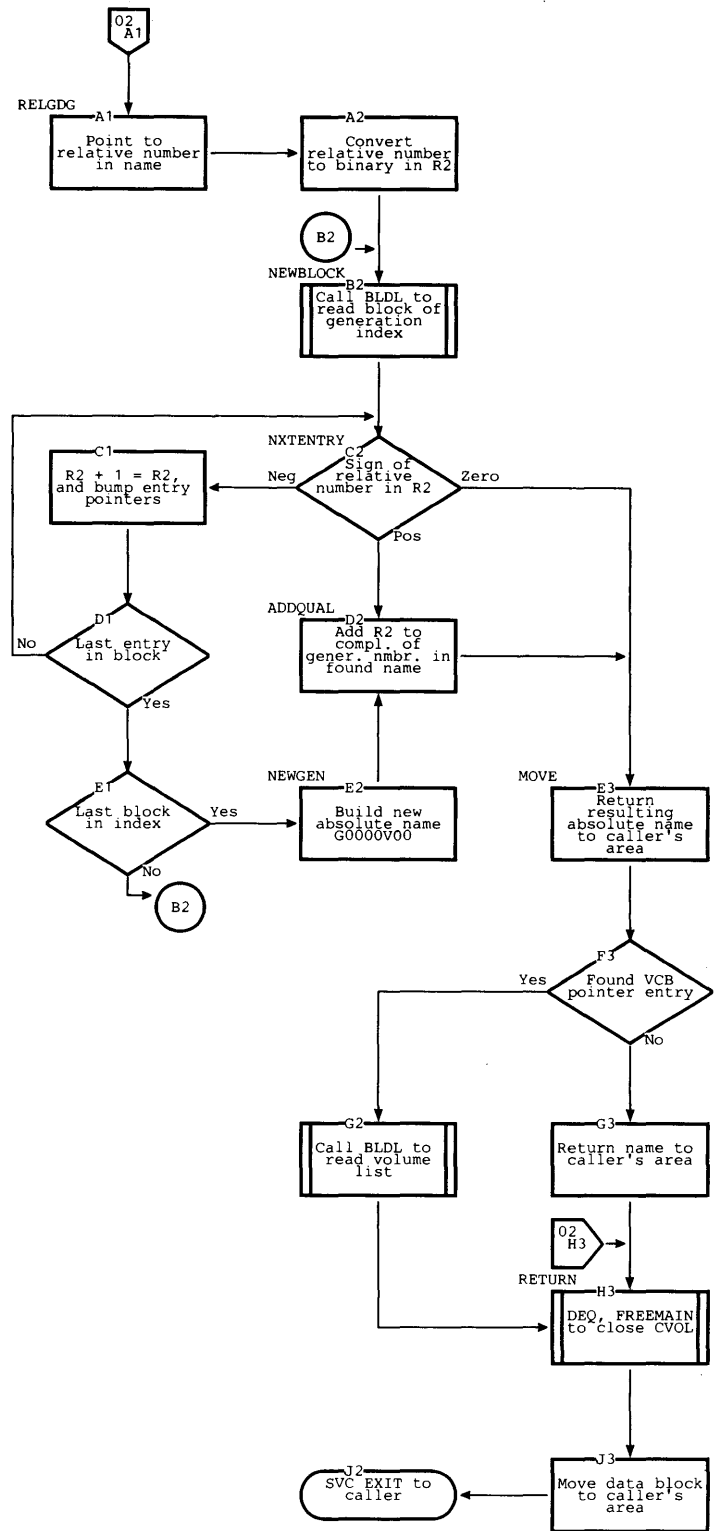 02
A1
RELGDG
A1
Point to
relative number
in name
A2
Convert
relative number
to binary in R2
B2
NEWBLOCK
B2
Call BLDL to
read block of
generation
index
C1
R2 + 1 = R2,
and bump entry
pointers
Neg
NXTENTRY
C2
Sign of
relative
number in R2
Zero
Pos
No
D1
Last entry
in block
Yes
ADDQUAL
D2
Add R2 to
compl. of
gener. nmbr. in
found name
E1
Last block
in index
Yes
No
B2
NEWGEN
E2
Build new
absolute name
G0000V00
MOVE
E3
Return
resulting
absolute name
to caller's
area
Yes
F3
Found VCB
pointer entry
No
G2
Call BLDL to
read volume
list
G3
Return name to
caller's area
02
H3
RETURN
H3
DEQ, FREEMAIN
to close CVOL
J2
SVC EXIT to
caller
J3
Move data block
to caller's
area